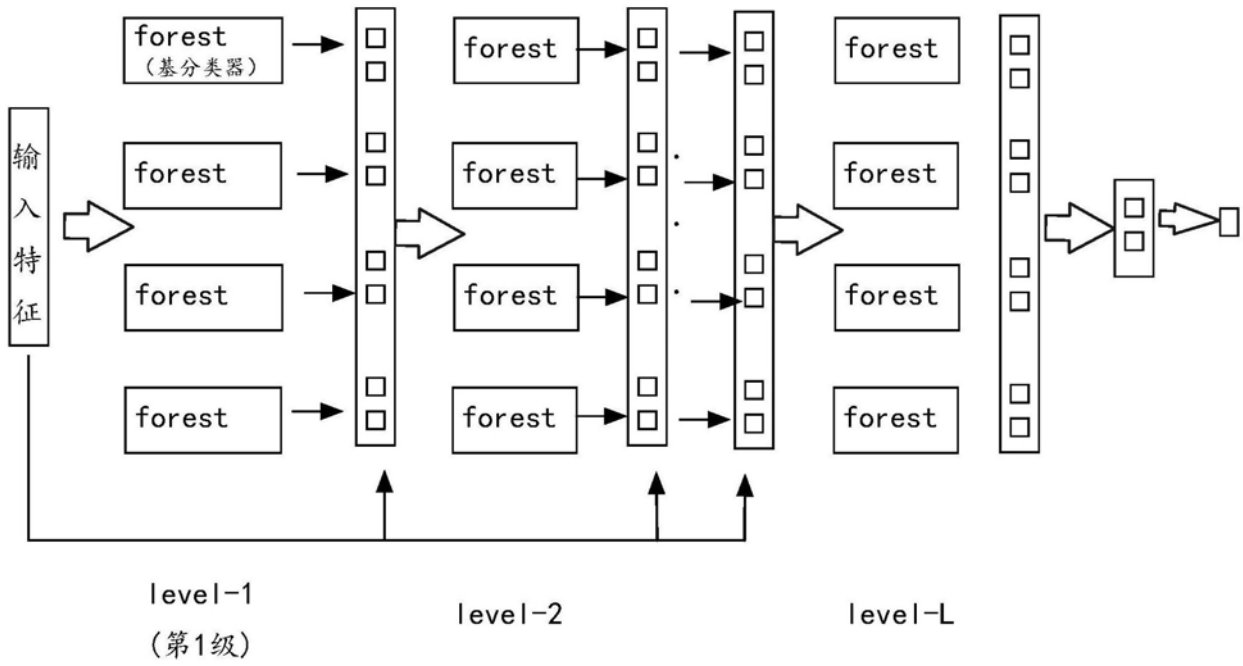 输入特征
forest
（基分类器）
forest
forest
forest
forest
forest
forest
forest
forest
forest
forest
forest
level-1
(第1级)
level-2
level-L